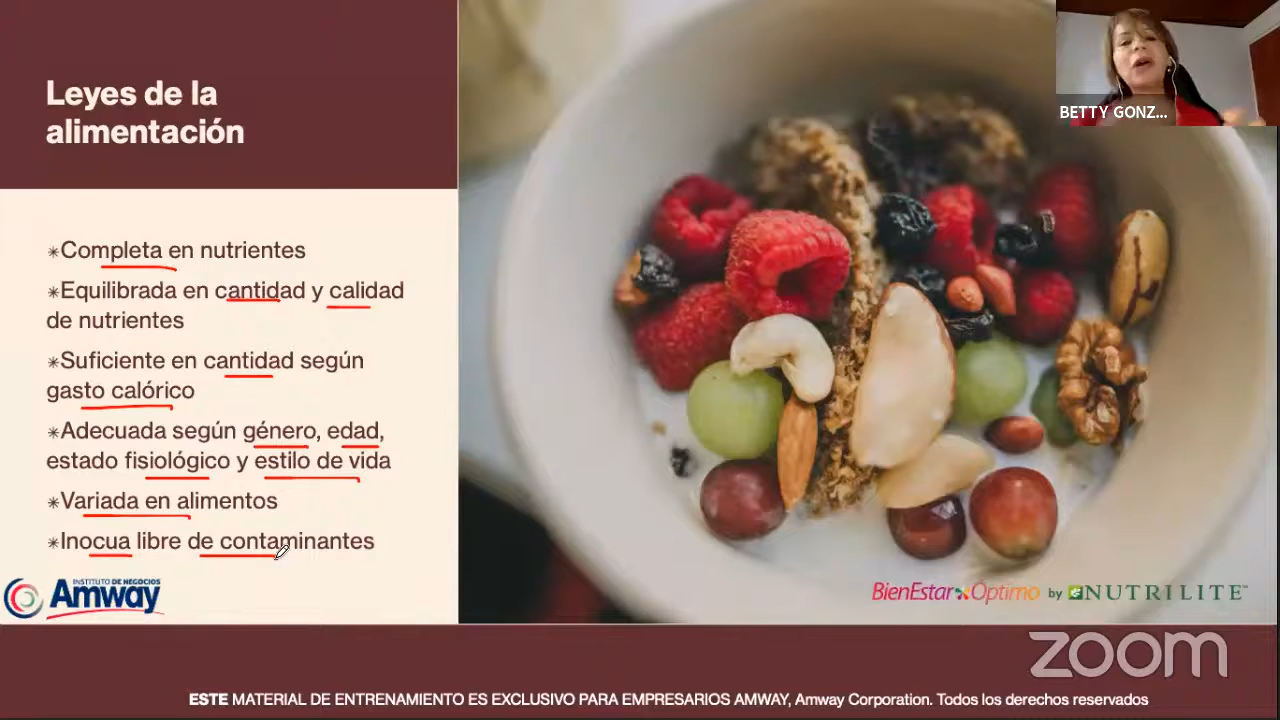 Leyes de la
alimentación
BETTY GONZ...
✳Completa en nutrientes
✳Equilibrada en cantidad y calidad
de nutrientes
✳Suficiente en cantidad según
gasto calórico
✳Adecuada según género, edad,
estado fisiológico y estilo de vida
✳Variada en alimentos
✳Inocua libre de contaminantes
INSTITUTO DE NEGOCIOS
Amway
BienEstar Óptimo by NUTRILITE™
zoom
ESTE MATERIAL DE ENTRENAMIENTO ES EXCLUSIVO PARA EMPRESARIOS AMWAY, Amway Corporation. Todos los derechos reservados